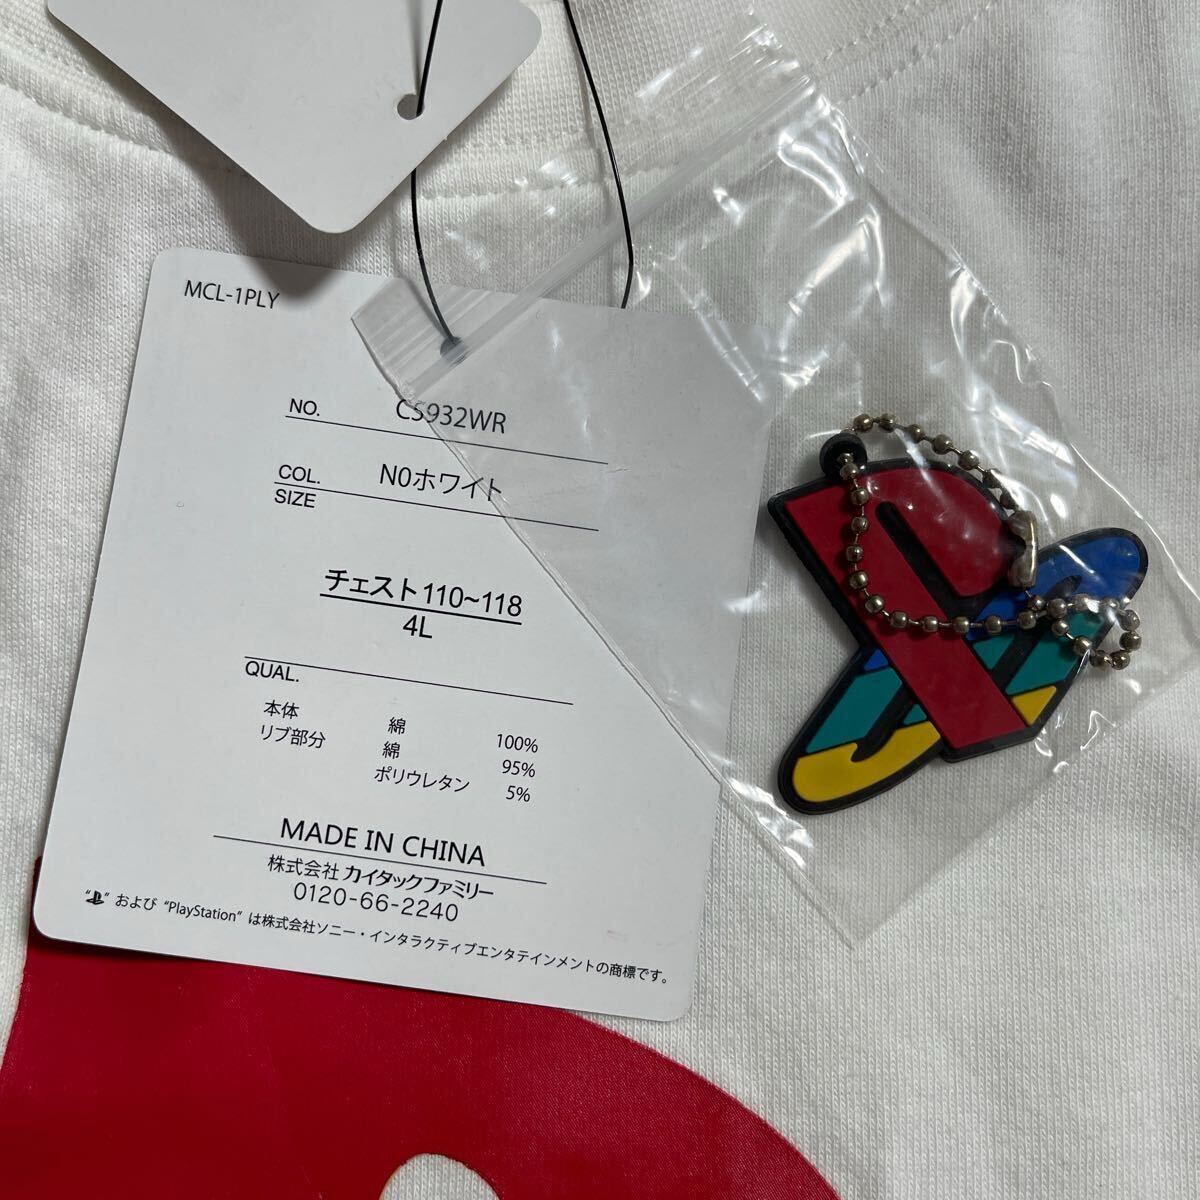 MCL-1PLY
NO. CS932WR
COL. N0ホワイト
SIZE
チェスト110~118
4L
QUAL.
本体 綿 100%
リブ部分 綿 95%
ポリウレタン 5%
MADE IN CHINA
株式会社 カイタックファミリー
0120-66-2240
" " および "PlayStation" は株式会社ソニー・インタラクティブエンタテインメントの商標です。